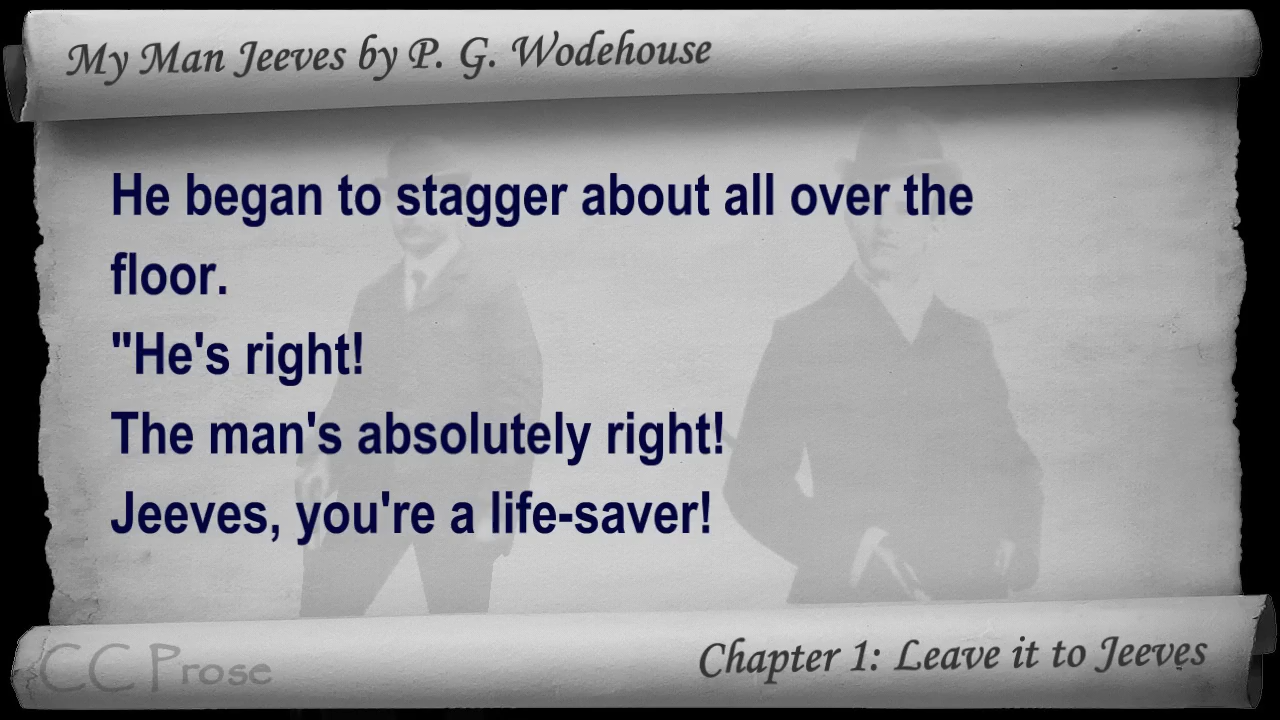 My Man Jeeves by P. G. Wodehouse
He began to stagger about all over the
floor.
"He's right!
The man's absolutely right!
Jeeves, you're a life-saver!
CC Prose
Chapter 1: Leave it to Jeeves